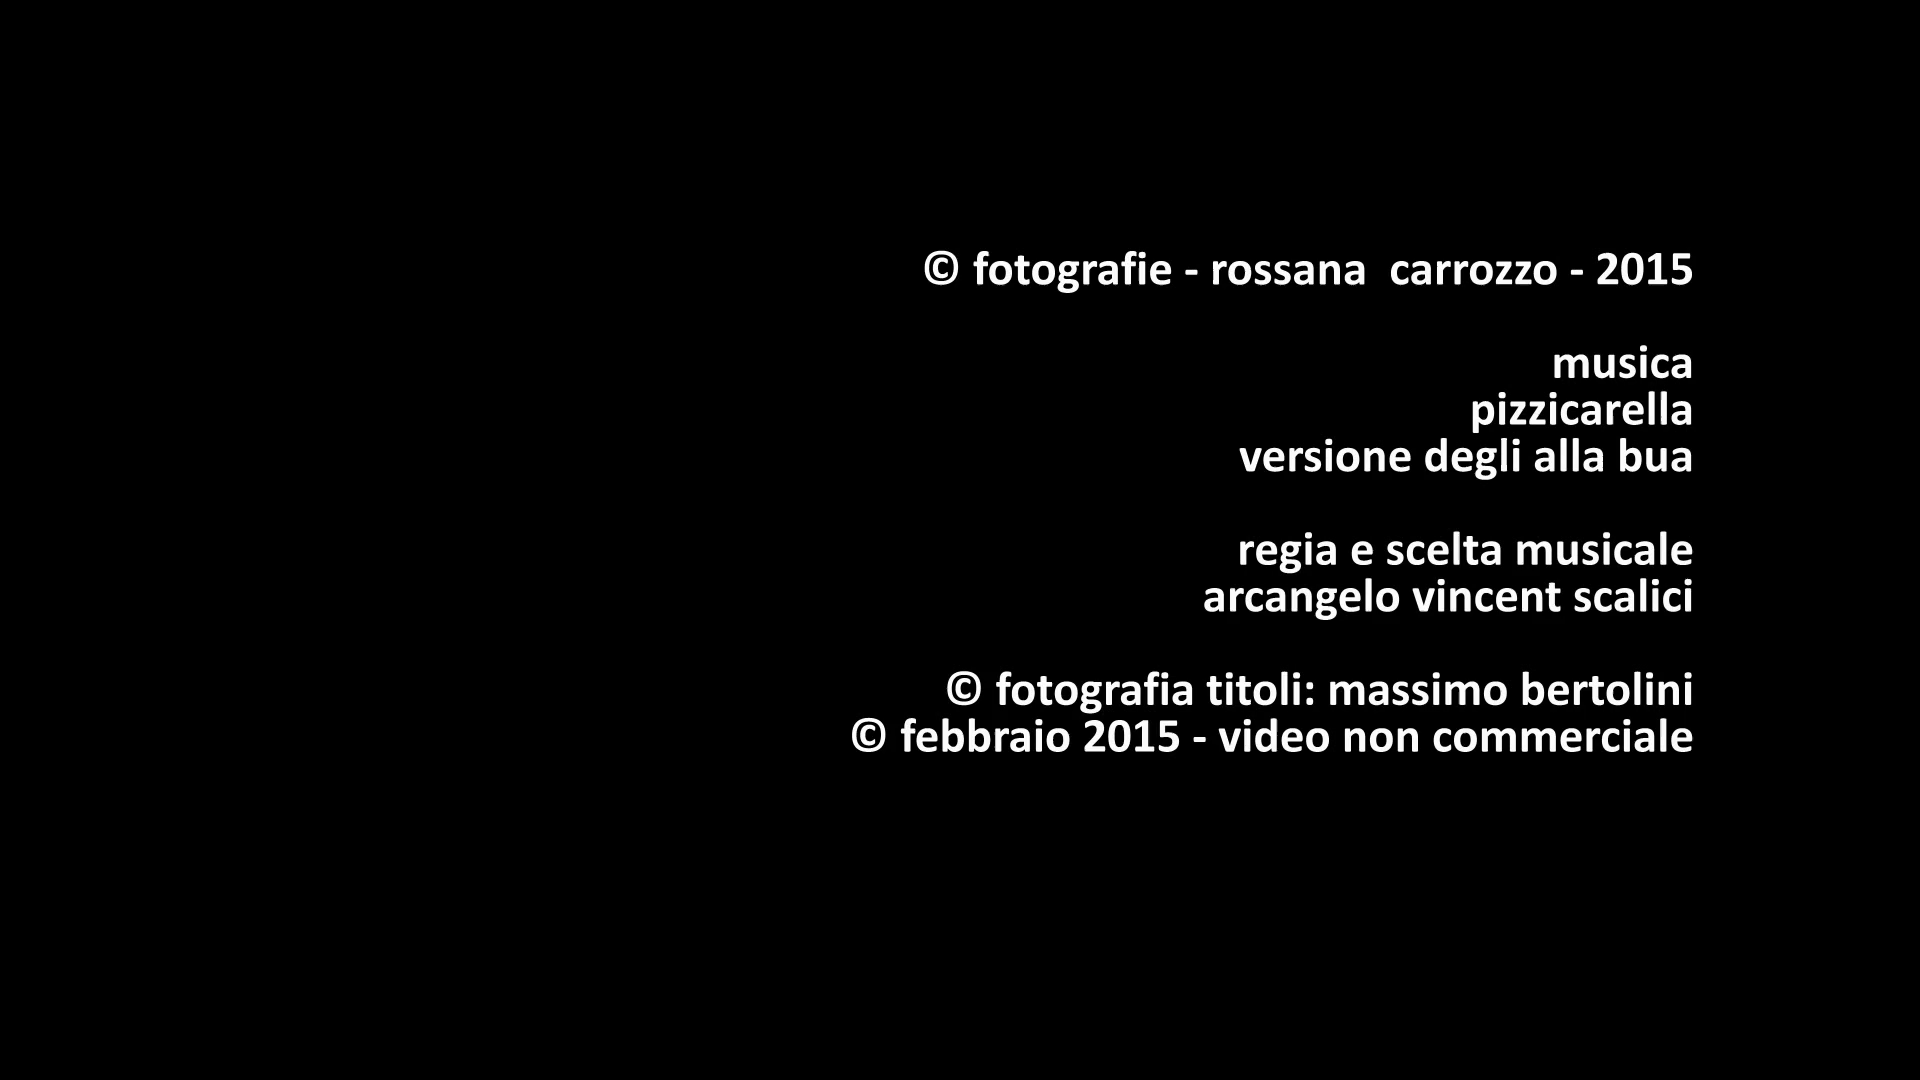 © fotografie - rossana  carrozzo - 2015
musica
pizzicarella
versione degli alla bua
regia e scelta musicale
arcangelo vincent scalici
© fotografia titoli: massimo bertolini
© febbraio 2015 - video non commerciale